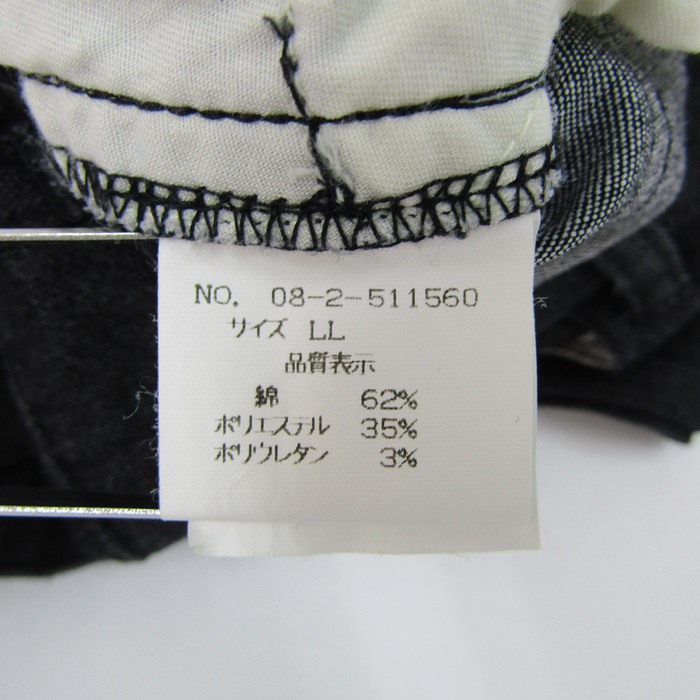 NO. 08-2-511560
サイズ LL
品質表示
綿 62%
ポリエステル 35%
ポリウレタン 3%